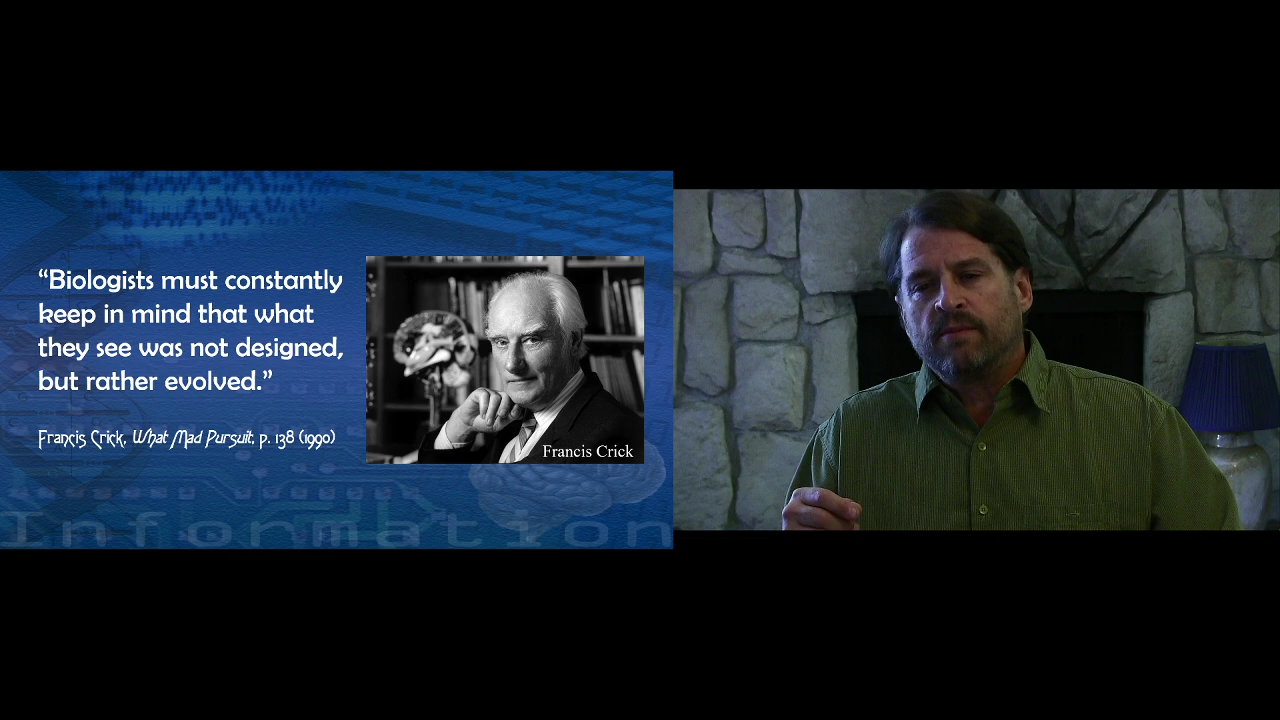 “Biologists must constantly
keep in mind that what
they see was not designed,
but rather evolved.”
Francis Crick, What Mad Pursuit, p. 138 (1990)
Francis Crick
Information